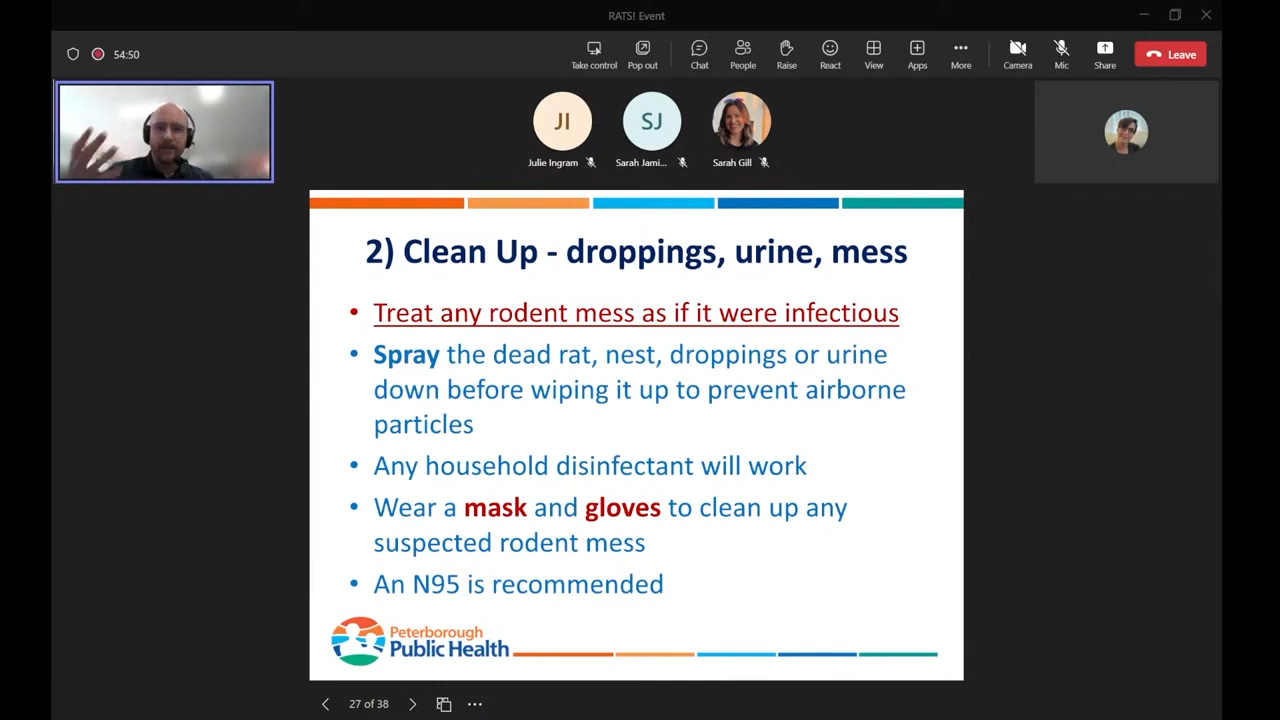 RATS! Event
54:50
Take control
Pop out
Chat
People
Raise
React
View
Apps
More
Camera
Mic
Share
Leave
JI
SJ
Julie Ingram
Sarah Jami...
Sarah Gill
2) Clean Up - droppings, urine, mess
• Treat any rodent mess as if it were infectious
• Spray the dead rat, nest, droppings or urine
down before wiping it up to prevent airborne
particles
• Any household disinfectant will work
• Wear a mask and gloves to clean up any
suspected rodent mess
• An N95 is recommended
Peterborough
Public Health
27 of 38